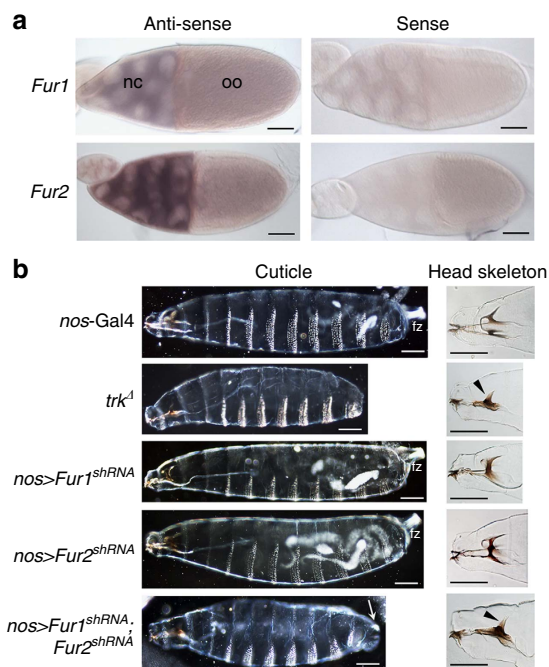 a
Anti-sense Sense
Fur1
nc oo
Fur2
b
Cuticle Head skeleton
nos-Gal4
fz
trkΔ
nos>Fur1shRNA
fz
nos>Fur2shRNA
fz
nos>Fur1shRNA;
Fur2shRNA